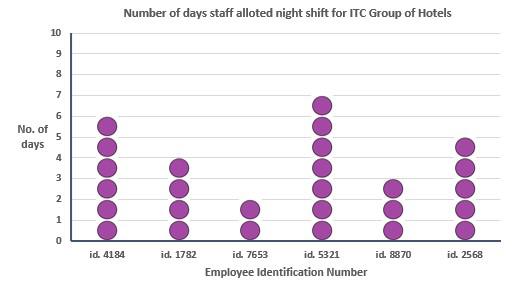 Number of days staff alloted night shift for ITC Group of Hotels
10
9
8
7
6
5
4
3
2
1
0
No. of
days
id. 4184 id. 1782 id. 7653 id. 5321 id. 8870 id. 2568
Employee Identification Number